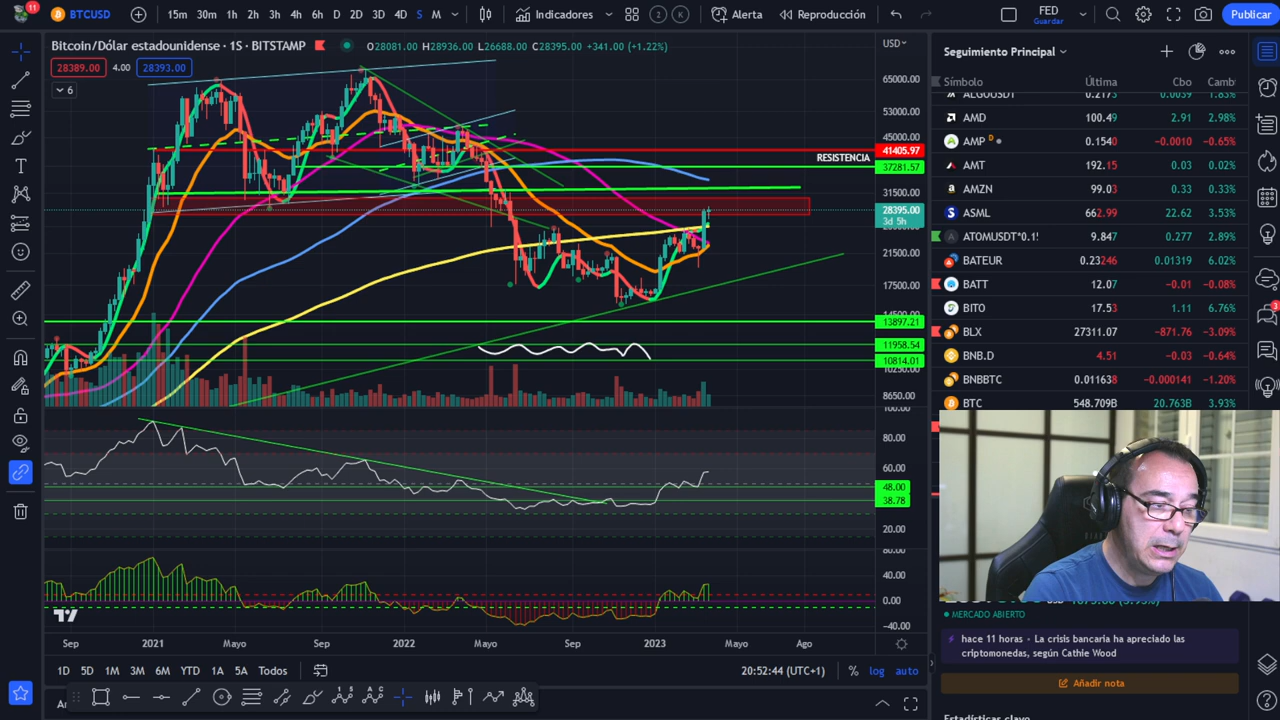 11
BTCUSD
15m 30m 1h 2h 3h 4h 6h D 2D 3D 4D S M
Indicadores
2 K
Alerta
Reproducción
FED
Guardar
Publicar
Bitcoin/Dólar estadounidense · 1S · BITSTAMP
O28081.00 H28936.00 L26688.00 C28395.00 +341.00 (+1.22%)
28389.00 4.00 28393.00
6
USD
65000.00
53000.00
45000.00
41405.97
RESISTENCIA
37281.57
31500.00
28395.00
3d 5h
21500.00
17500.00
13897.21
11958.54
10814.01
10250.00
8650.00
100.00
80.00
60.00
48.00
38.78
20.00
80.00
40.00
0.00
−40.00
Sep 2021 Mayo Sep 2022 Mayo Sep 2023 Mayo Ago
1D 5D 1M 3M 6M YTD 1A 5A Todos
20:52:44 (UTC+1)
% log auto
Seguimiento Principal
Símbolo Última Cbo Camb
ALGOUSDT 0.2173 0.0039 1.83%
AMD 100.49 2.91 2.98%
AMP D 0.1540 −0.0010 −0.65%
AMT 192.15 0.03 0.02%
AMZN 99.03 0.33 0.33%
ASML 662.99 22.62 3.53%
ATOMUSDT*0.1! 9.847 0.277 2.89%
BATEUR 0.23246 0.01319 6.02%
BATT 12.07 −0.01 −0.08%
BITO 17.53 1.11 6.76%
BLX 27311.07 −871.76 −3.09%
BNB.D 4.51 −0.03 −0.64%
BNBBTC 0.011638 −0.000141 −1.20%
BTC 548.709B 20.763B 3.93%
3
MERCADO ABIERTO
hace 11 horas · La crisis bancaria ha apreciado las
criptomonedas, según Cathie Wood
Añadir nota
Estadísticas clave